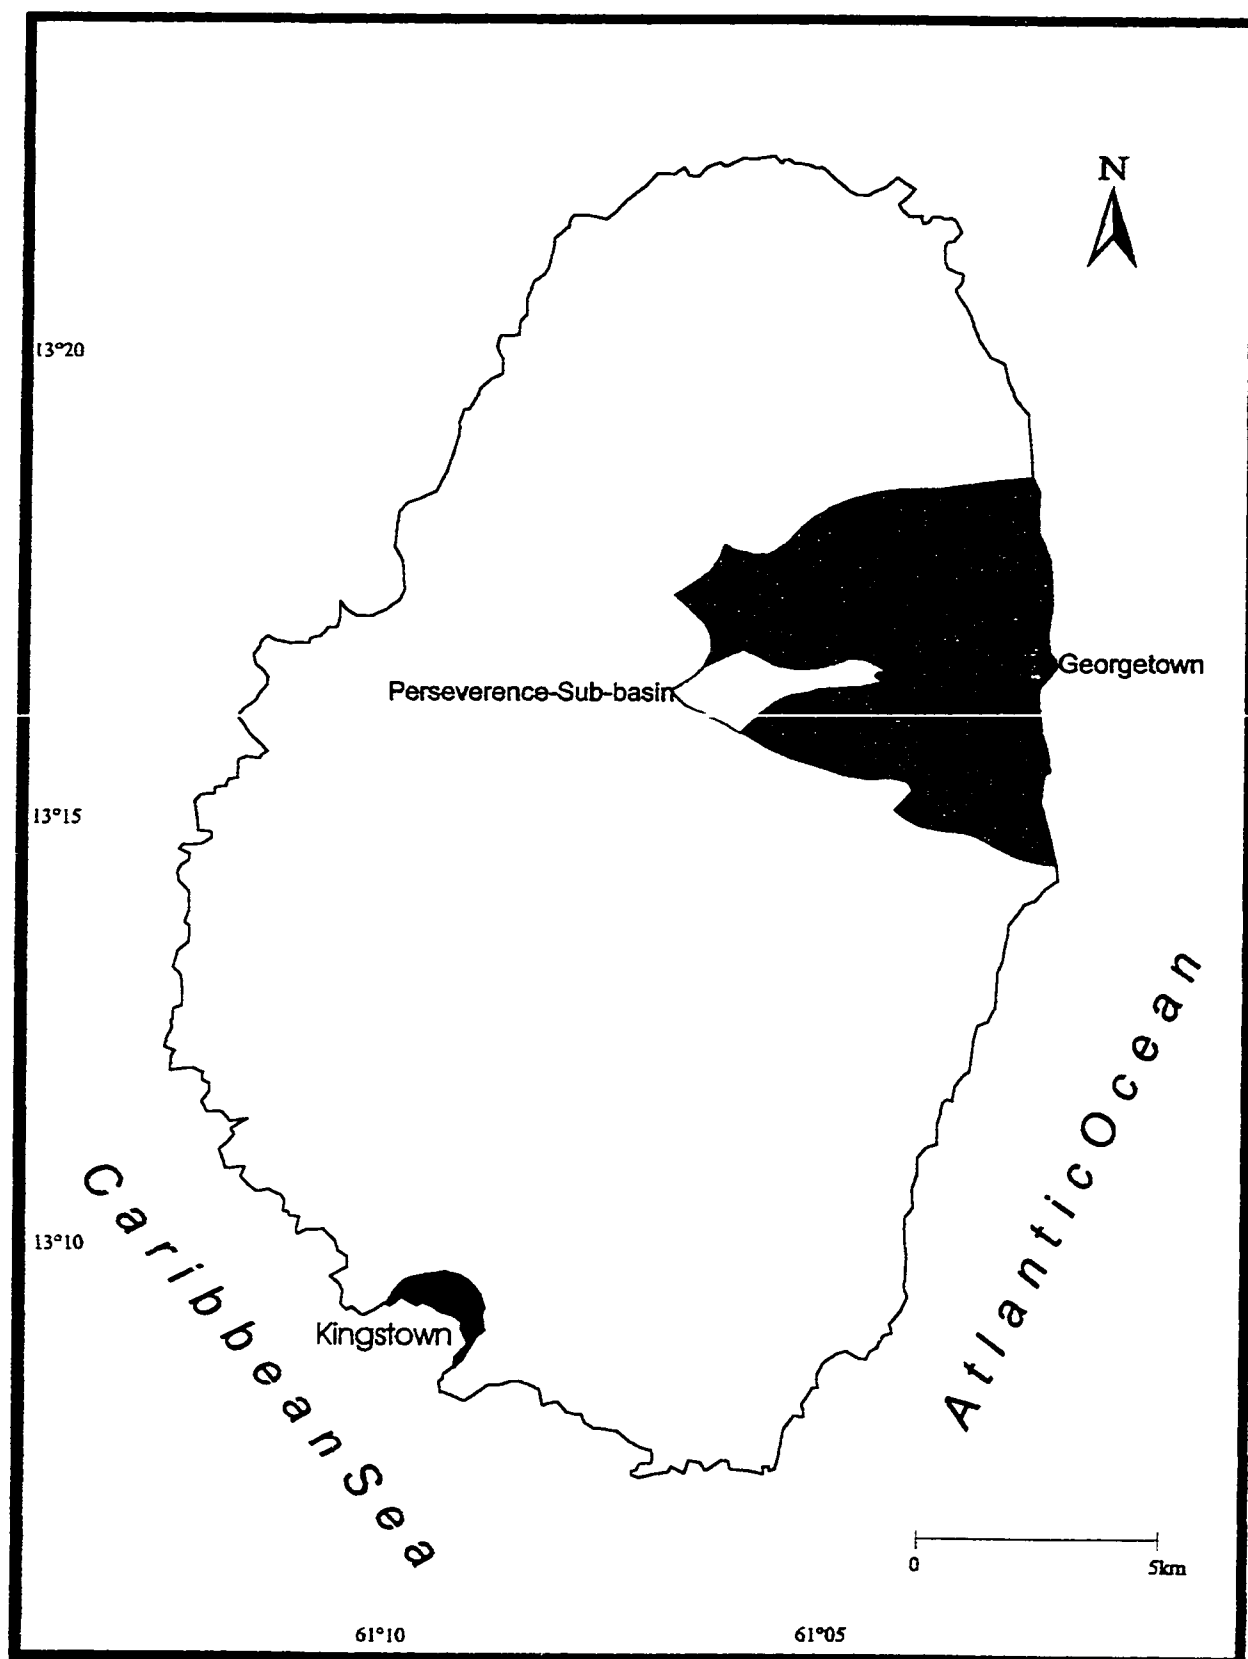 N
13°20
Georgetown
Perseverence-Sub-basin
13°15
Atlantic Ocean
13°10
Caribbean Sea
Kingstown
0 5km
61°10 61°05